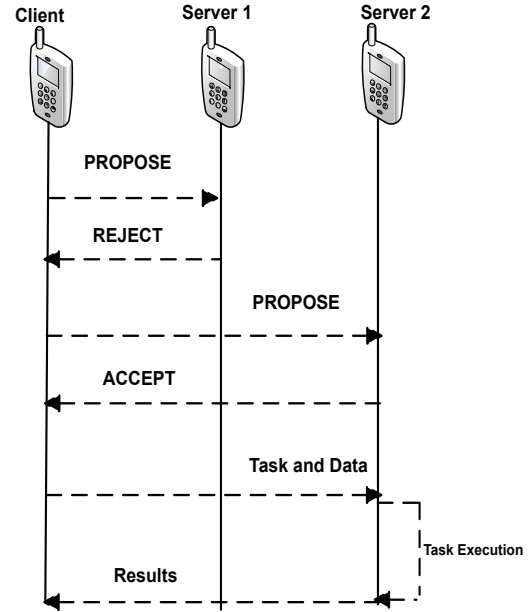 Client
Server 1
Server 2
PROPOSE
REJECT
PROPOSE
ACCEPT
Task and Data
Task Execution
Results